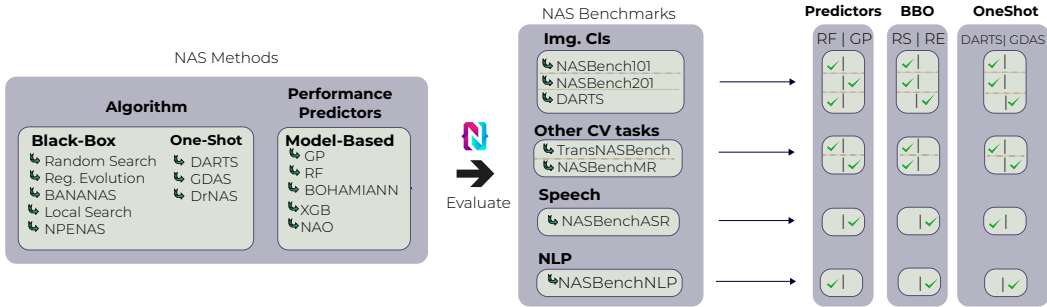 NAS Methods
Algorithm
Performance
Predictors
Black-Box
Random Search
Reg. Evolution
BANANAS
Local Search
NPENAS
One-Shot
DARTS
GDAS
DrNAS
Model-Based
GP
RF
BOHAMIANN
XGB
NAO
N
Evaluate
NAS Benchmarks
Img. Cls
NASBench101
NASBench201
DARTS
Other CV tasks
TransNASBench
NASBenchMR
Speech
NASBenchASR
NLP
NASBenchNLP
Predictors
RF | GP
BBO
RS | RE
OneShot
DARTS| GDAS